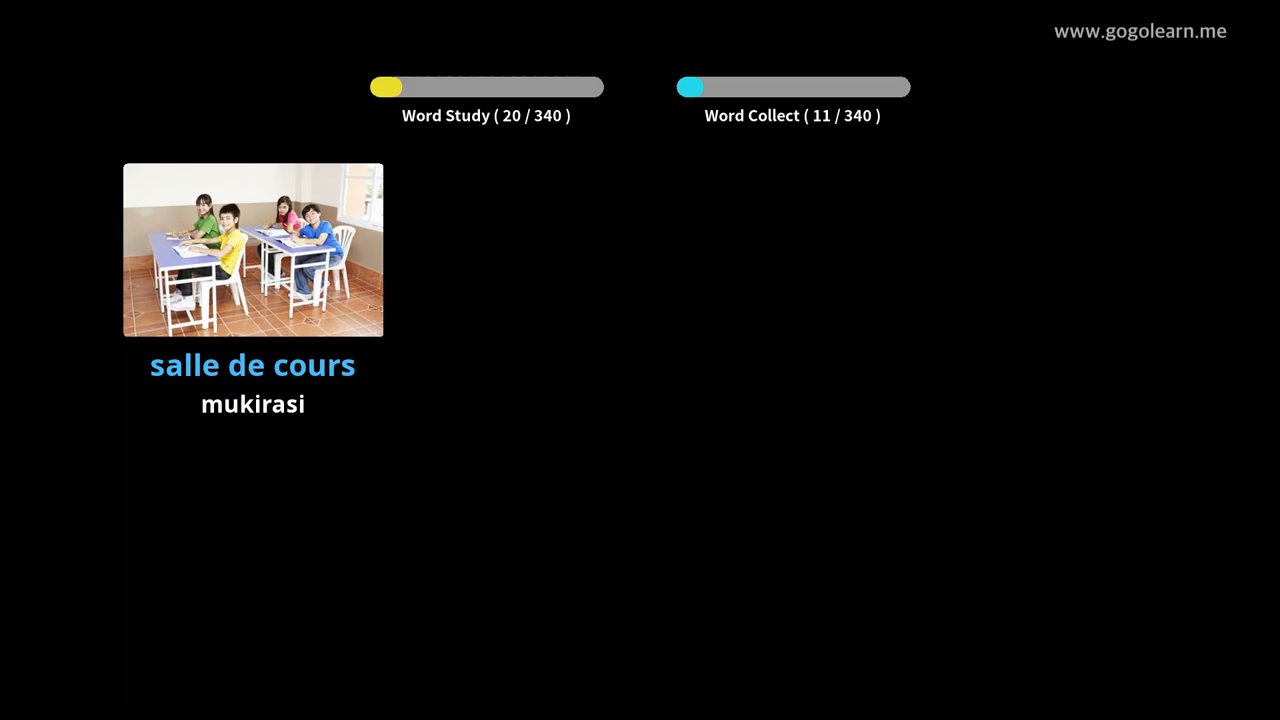 www.gogolearn.me
Word Study ( 20 / 340 )
Word Collect ( 11 / 340 )
salle de cours
mukirasi